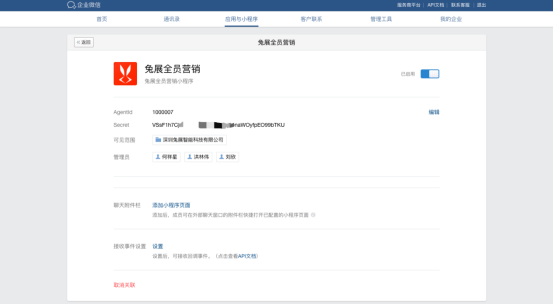 企业微信
服务商平台 | API文档 | 联系客服 | 退出
首页 通讯录 应用与小程序 客户联系 管理工具 我的企业
« 返回 兔展全员营销
兔展全员营销
兔展全员营销小程序
已启用
AgentId 1000007 编辑
Secret
可见范围 深圳兔展智能科技有限公司
管理员 何祥星 洪林伟 刘欣
聊天附件栏 添加小程序页面
添加后，成员可在外部聊天窗口的附件栏快捷打开已配置的小程序页面
接收事件设置 设置
设置后，可接收回调事件。（点击查看API文档）
取消关联